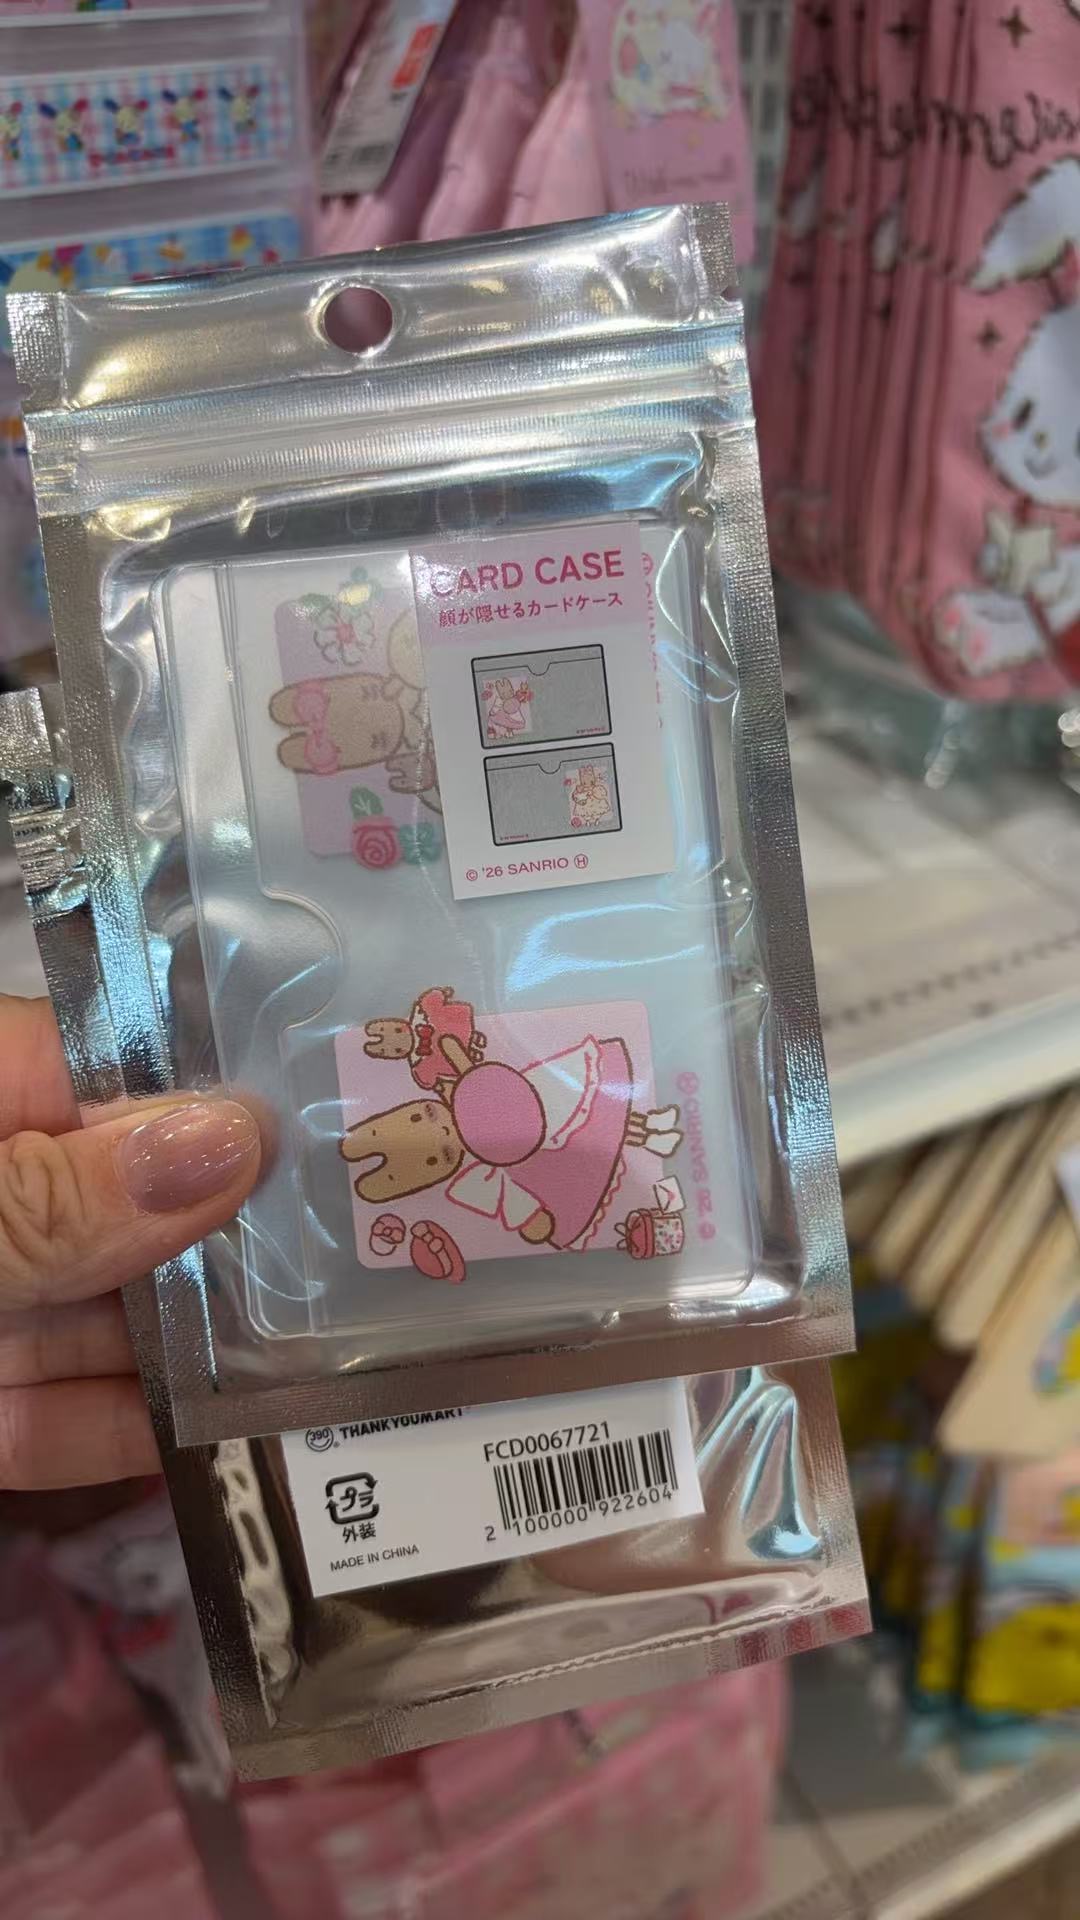 CARD CASE
顔が隠せるカードケース
© '26 SANRIO Ⓗ
© '26 SANRIO Ⓗ
390
THANKYOUMART
FCD0067721
プラ
外装
2 100000 922604
MADE IN CHINA